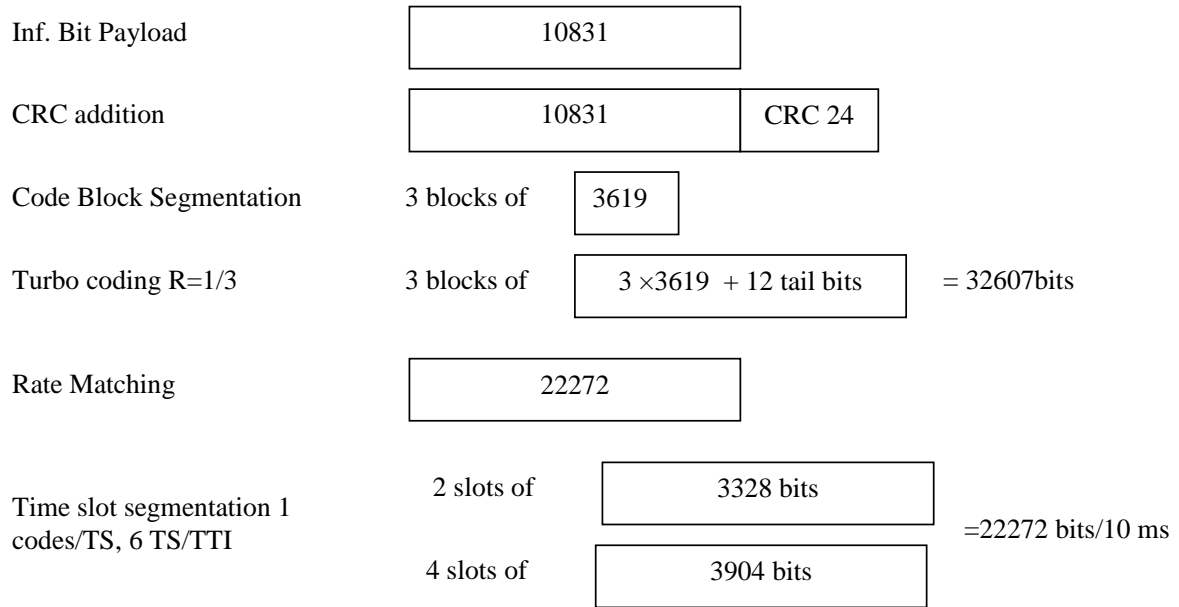 Inf. Bit Payload 10831
CRC addition 10831 CRC 24
Code Block Segmentation 3 blocks of 3619
Turbo coding R=1/3 3 blocks of 3 ×3619 + 12 tail bits = 32607bits
Rate Matching 22272
2 slots of 3328 bits
Time slot segmentation 1
codes/TS, 6 TS/TTI
=22272 bits/10 ms
4 slots of 3904 bits